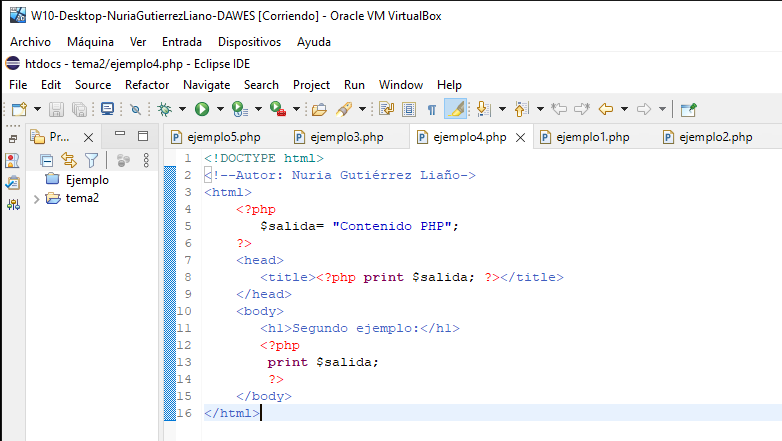 W10-Desktop-NuriaGutierrezLiano-DAWES [Corriendo] - Oracle VM VirtualBox
Archivo Máquina Ver Entrada Dispositivos Ayuda
htdocs - tema2/ejemplo4.php - Eclipse IDE
File Edit Source Refactor Navigate Search Project Run Window Help
Pr...
ejemplo5.php ejemplo3.php ejemplo4.php ejemplo1.php ejemplo2.php
Ejemplo
tema2
1 <!DOCTYPE html>
2 <!--Autor: Nuria Gutiérrez Liaño->
3 <html>
4 <?php
5 $salida= "Contenido PHP";
6 ?>
7 <head>
8 <title><?php print $salida; ?></title>
9 </head>
10 <body>
11 <h1>Segundo ejemplo:</h1>
12 <?php
13 print $salida;
14 ?>
15 </body>
16 </html>